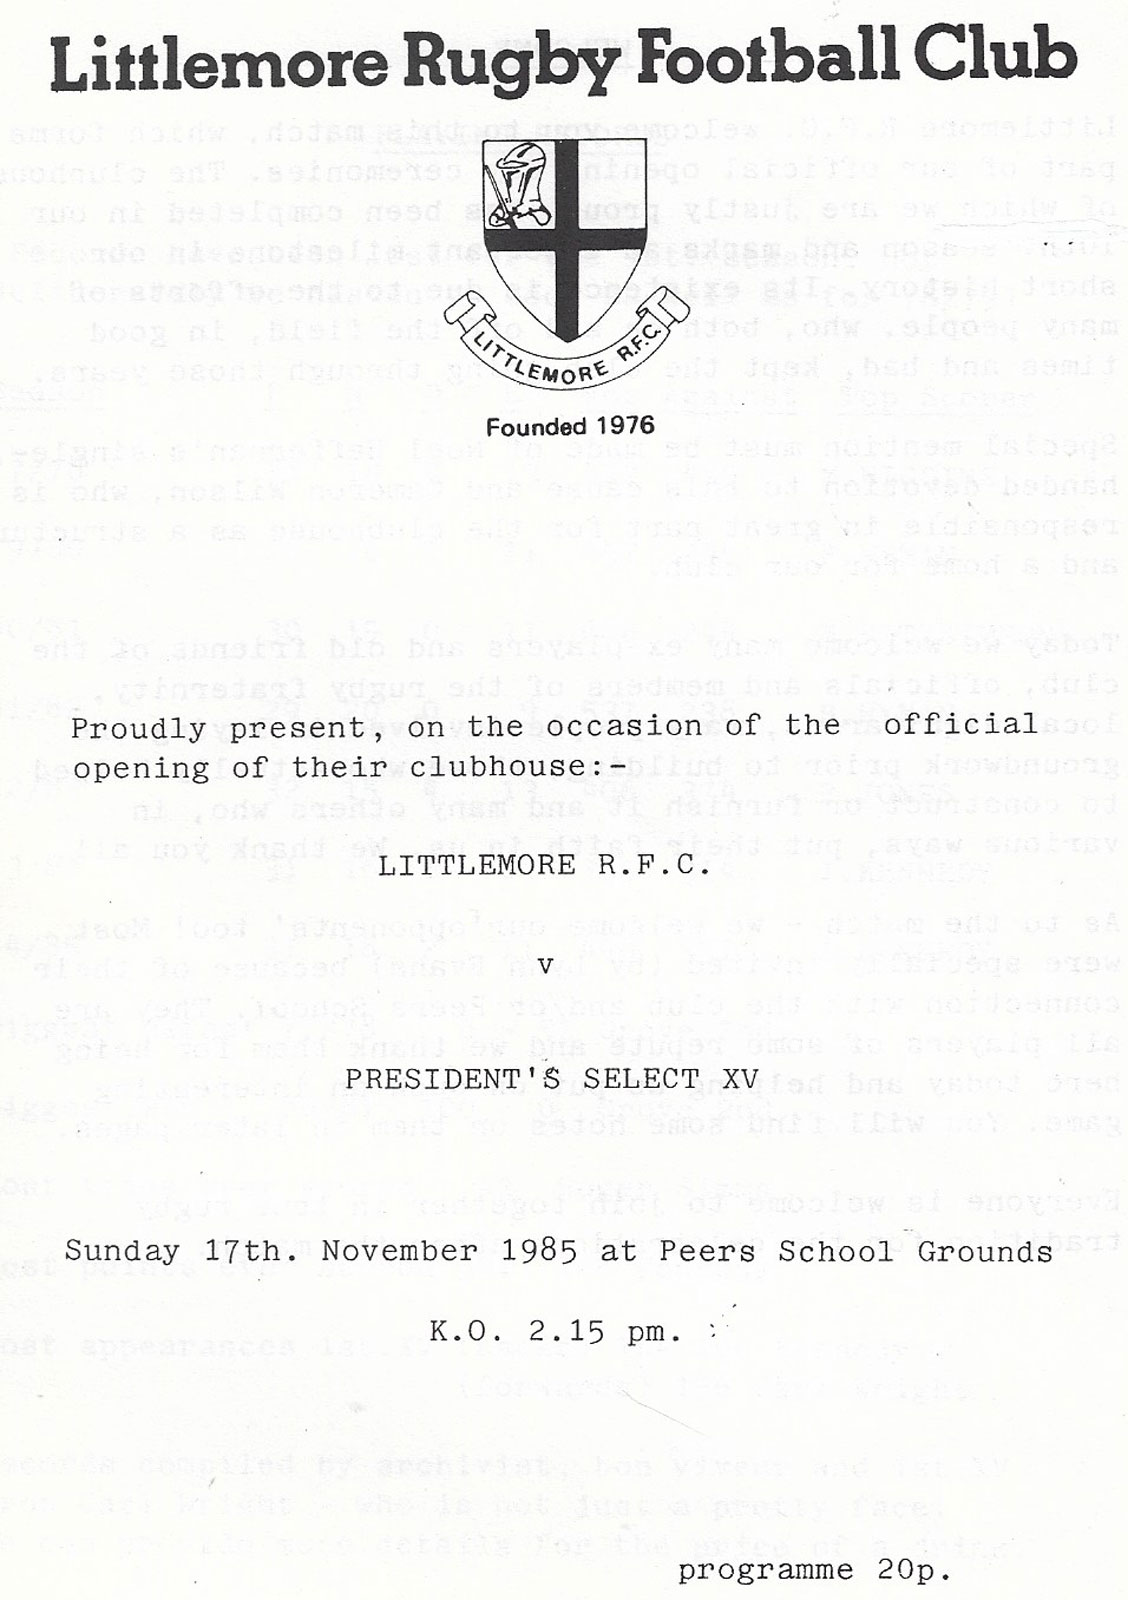 Littlemore Rugby Football Club
LITTLEMORE R.F.C.
Founded 1976
Proudly present, on the occasion of the official
opening of their clubhouse:-
LITTLEMORE R.F.C.
v
PRESIDENT'S SELECT XV
Sunday 17th. November 1985 at Peers School Grounds
K.O. 2.15 pm.
programme 20p.